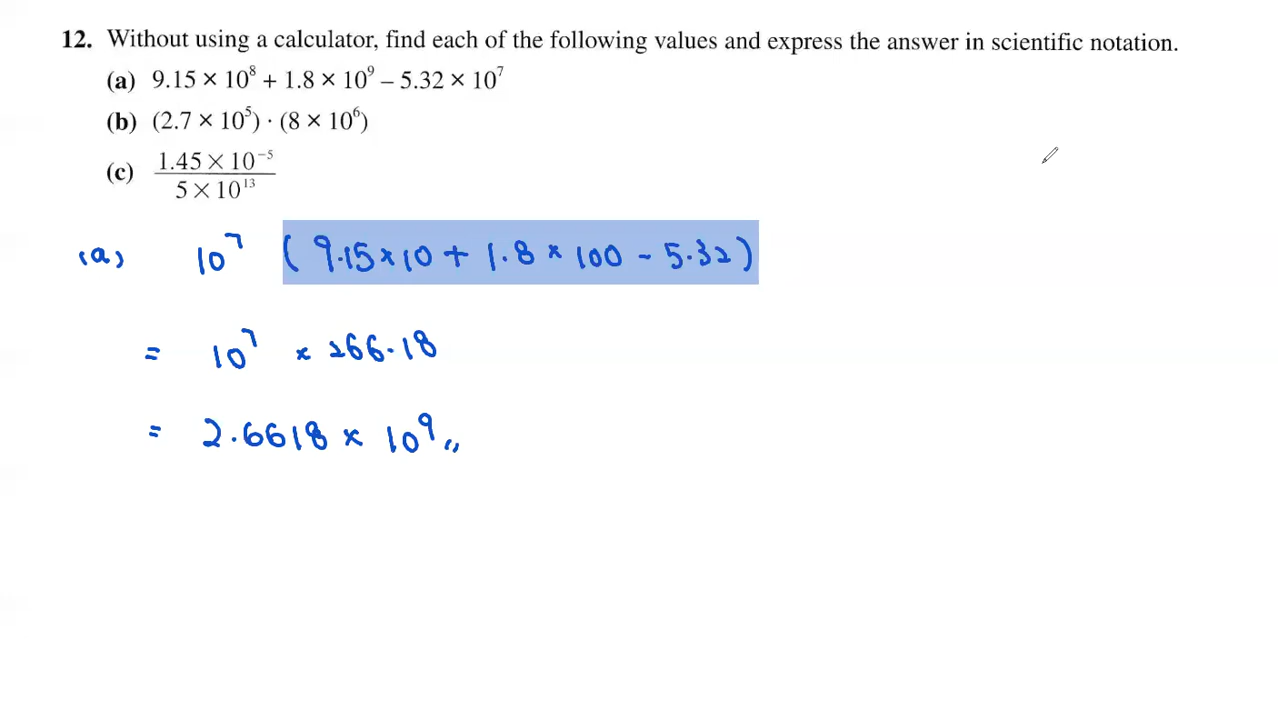 12. Without using a calculator, find each of the following values and express the answer in scientific notation.
(a) 9.15 × 10⁸ + 1.8 × 10⁹ – 5.32 × 10⁷
(b) (2.7 × 10⁵) · (8 × 10⁶)
(c) 1.45 × 10⁻⁵
5 × 10¹³
(a) 10⁷ (9.15 × 10 + 1.8 × 100 - 5.32)
= 10⁷ × 266.18
= 2.6618 × 10⁹ ,,